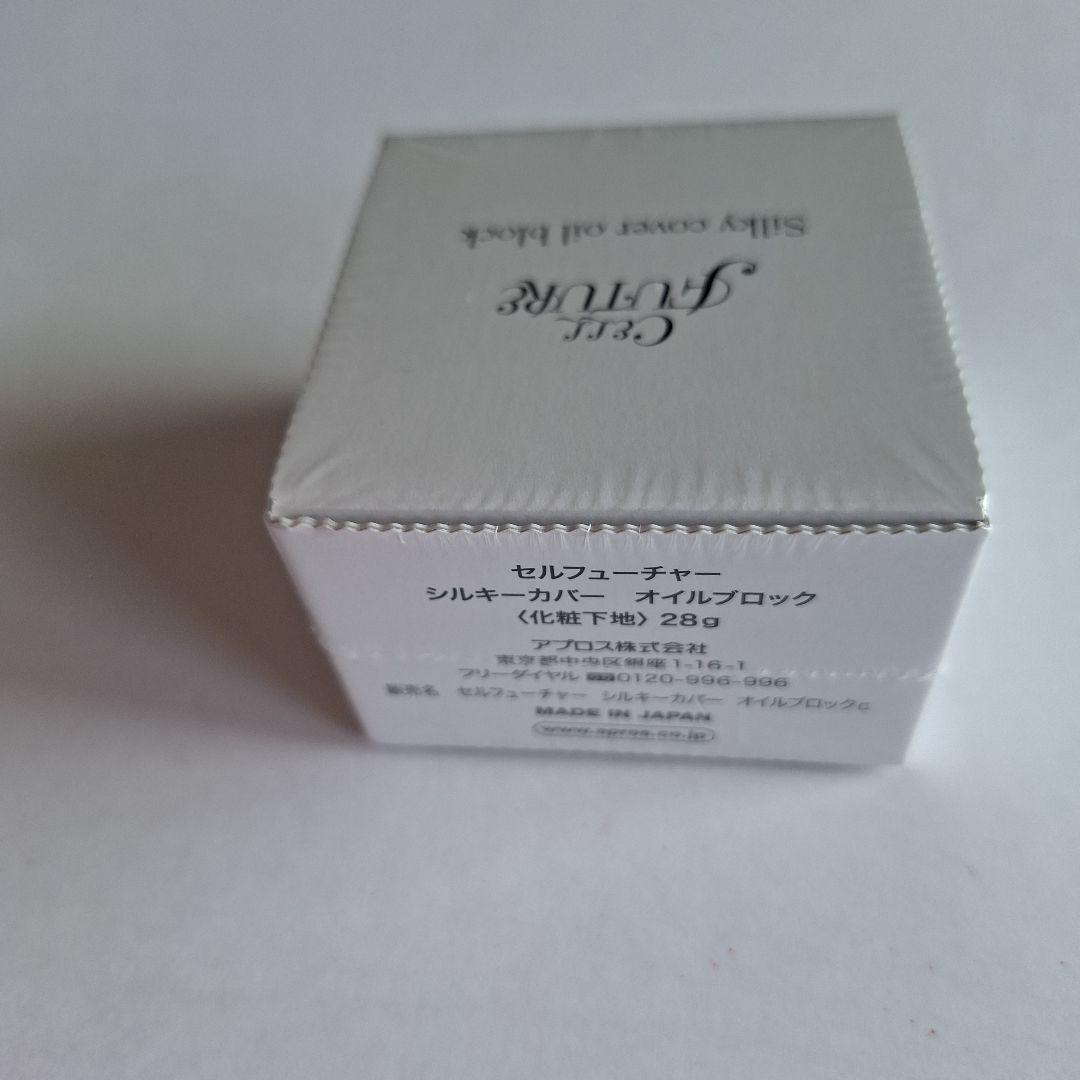 Cell
FUTURE
Silky cover oil block
セルフューチャー
シルキーカバー　オイルブロック
〈化粧下地〉28g
アプロス株式会社
東京都中央区銀座1-16-1
フリーダイヤル 0120-996-996
販売名　セルフューチャー　シルキーカバー　オイルブロックc
MADE IN JAPAN
www.apros.co.jp